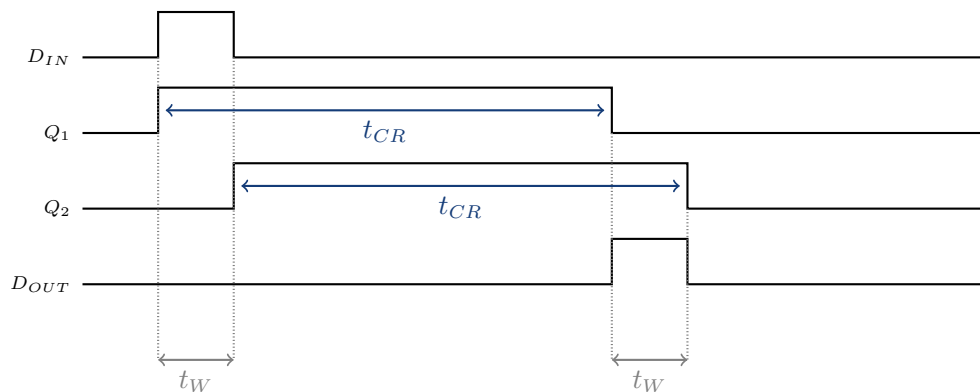 D_IN
Q_1
t_CR
Q_2
t_CR
D_OUT
t_W t_W